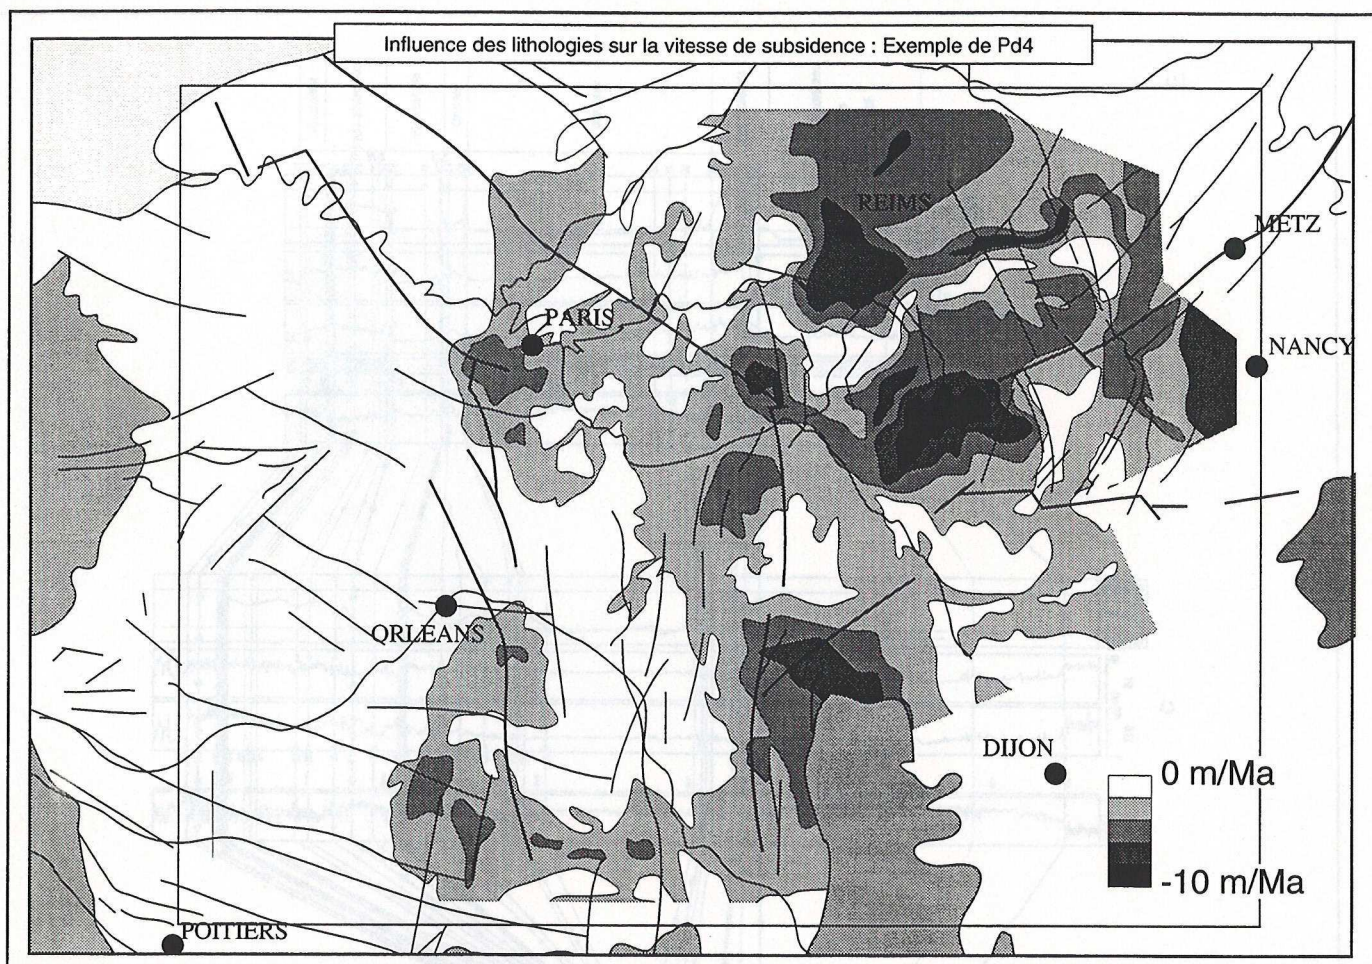 Influence des lithologies sur la vitesse de subsidence : Exemple de Pd4
REIMS
METZ
PARIS
NANCY
ORLEANS
DIJON
0 m/Ma
-10 m/Ma
POITIERS